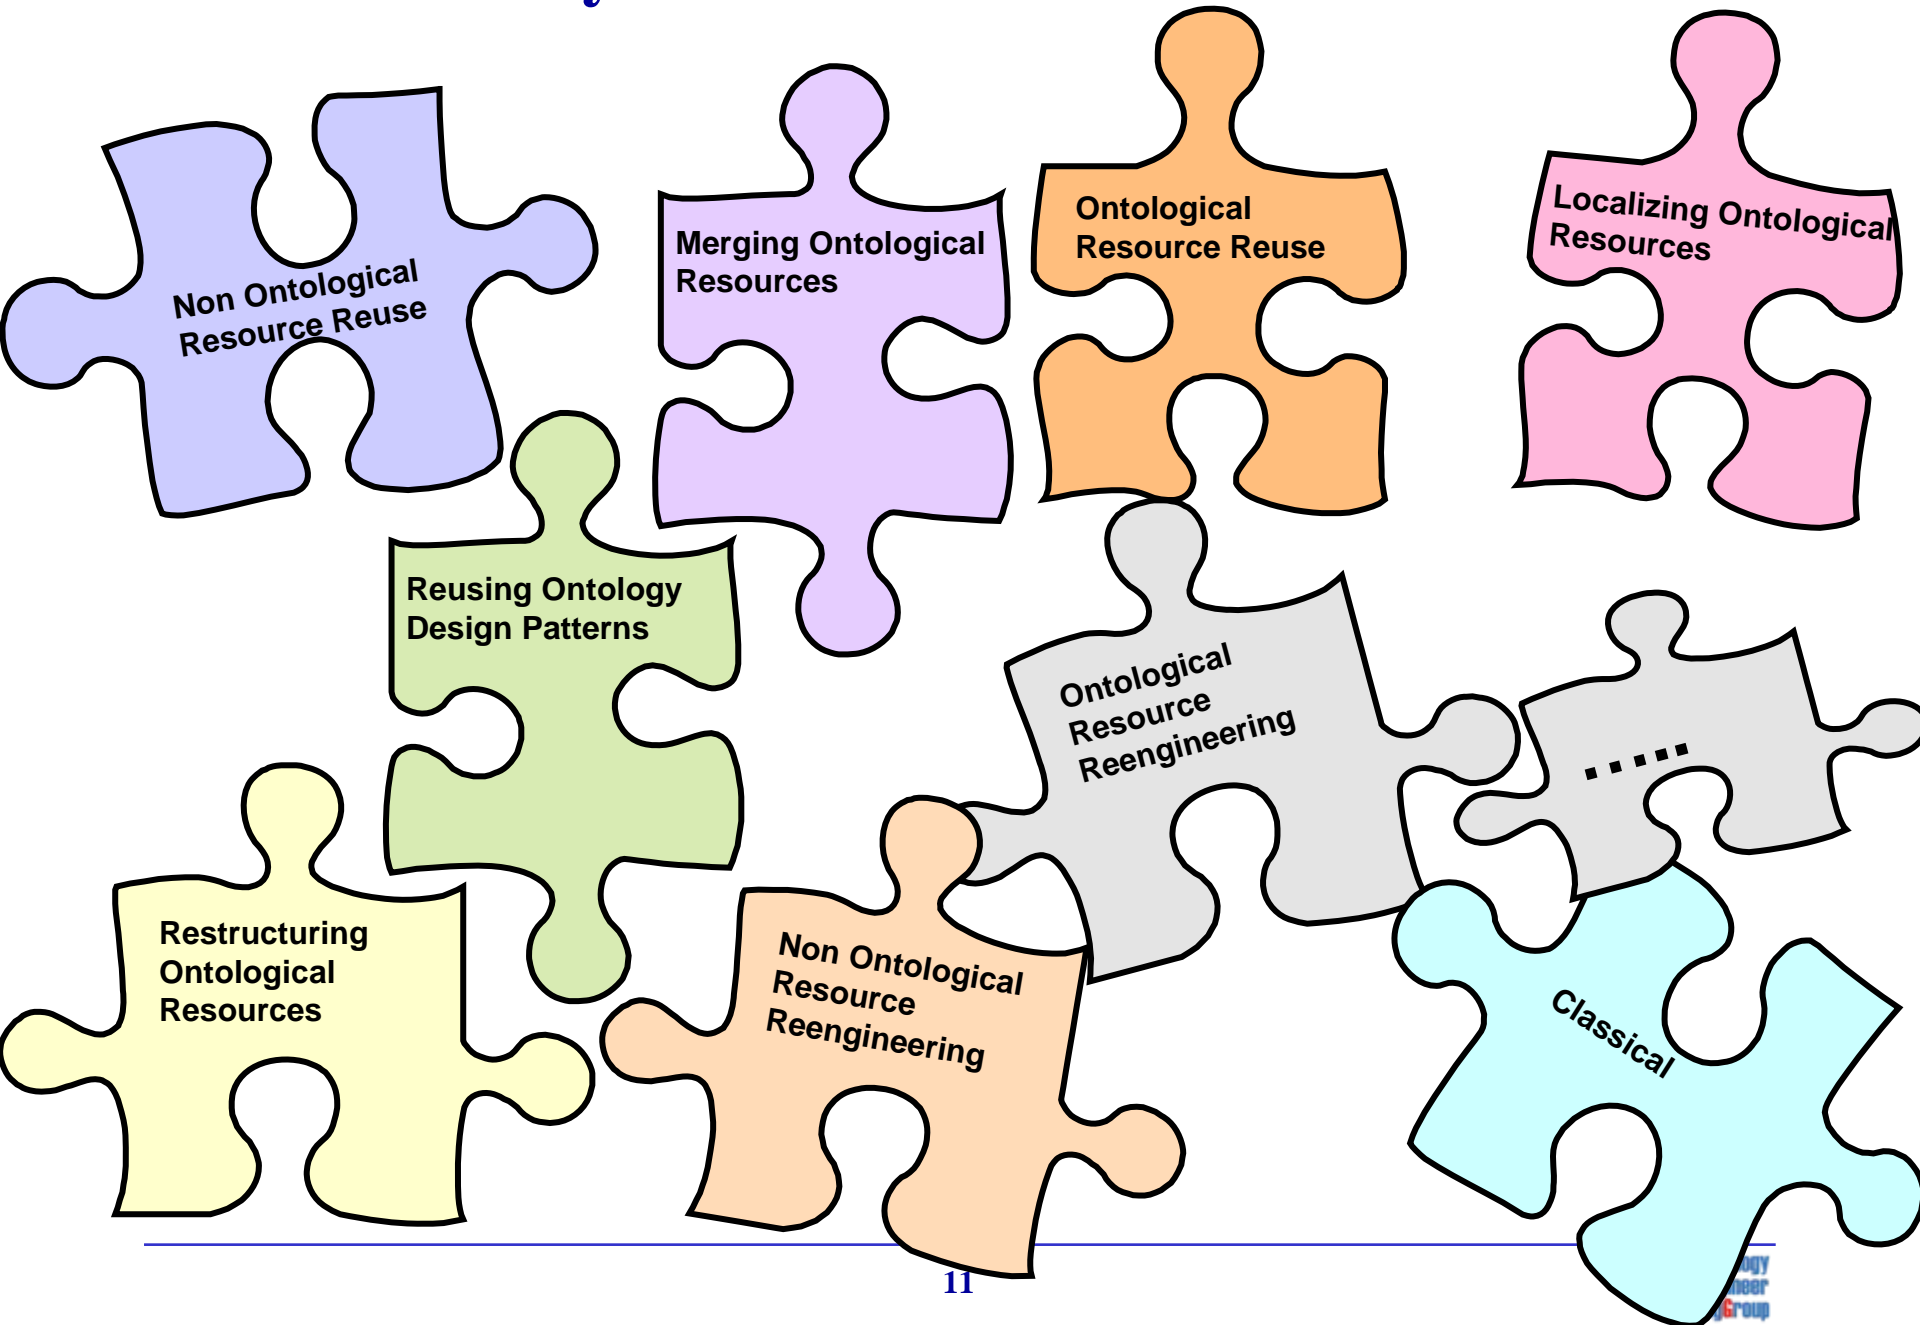 Non Ontological
Resource Reuse
Merging Ontological
Resources
Ontological
Resource Reuse
Localizing Ontological
Resources
Reusing Ontology
Design Patterns
Ontological
Resource
Reengineering
.....
Restructuring
Ontological
Resources
Non Ontological
Resource
Reengineering
Classical
11
Group